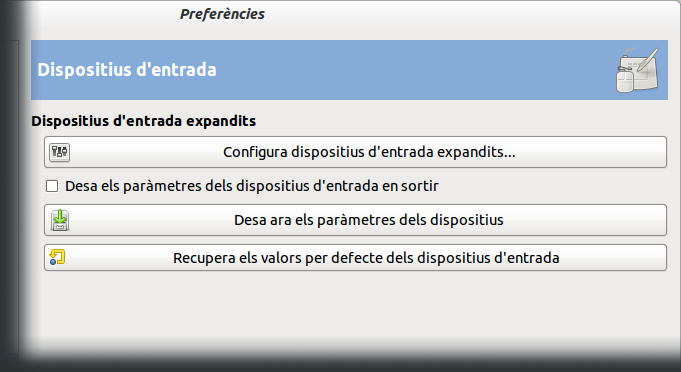 Preferències
Dispositius d'entrada
Dispositius d'entrada expandits
Configura dispositius d'entrada expandits...
Desa els paràmetres dels dispositius d'entrada en sortir
Desa ara els paràmetres dels dispositius
Recupera els valors per defecte dels dispositius d'entrada